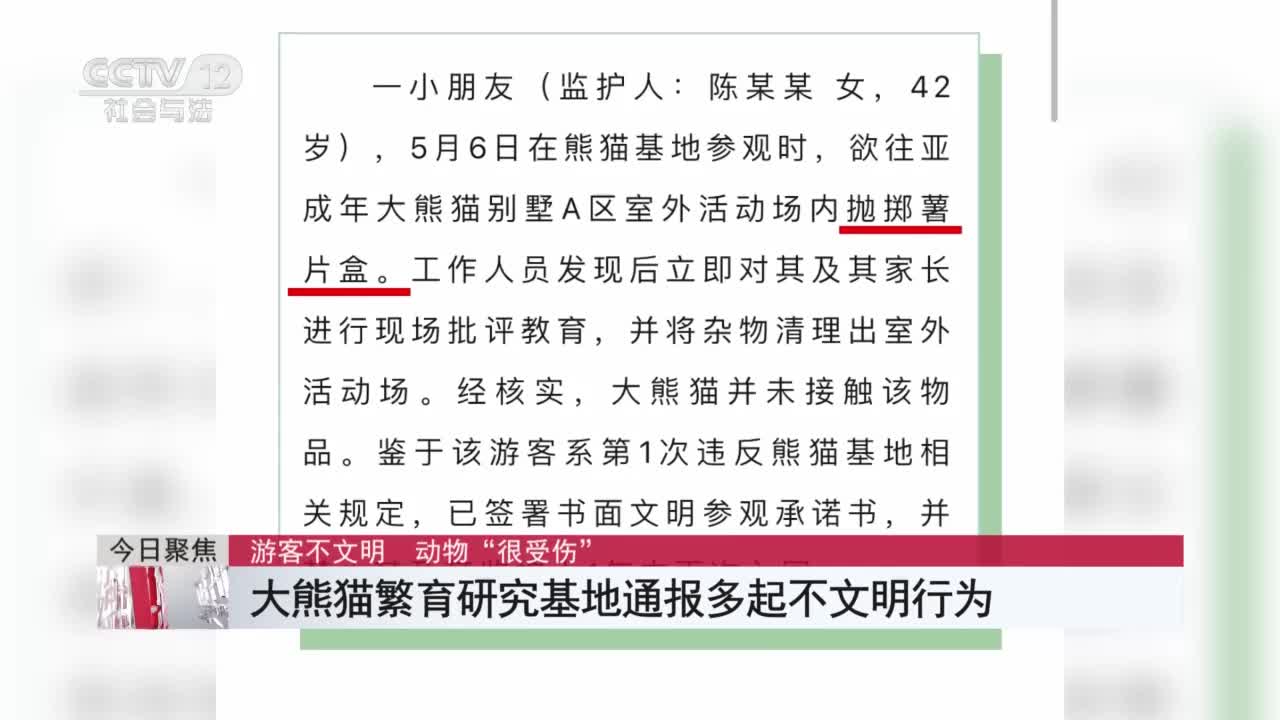 CCTV 12
社会与法
一小朋友（监护人：陈某某 女，42
岁），5月6日在熊猫基地参观时，欲往亚
成年大熊猫别墅A区室外活动场内抛掷薯
片盒。工作人员发现后立即对其及其家长
进行现场批评教育，并将杂物清理出室外
活动场。经核实，大熊猫并未接触该物
品。鉴于该游客系第1次违反熊猫基地相
关规定，已签署书面文明参观承诺书，并
今日聚焦
游客不文明 动物“很受伤”
大熊猫繁育研究基地通报多起不文明行为